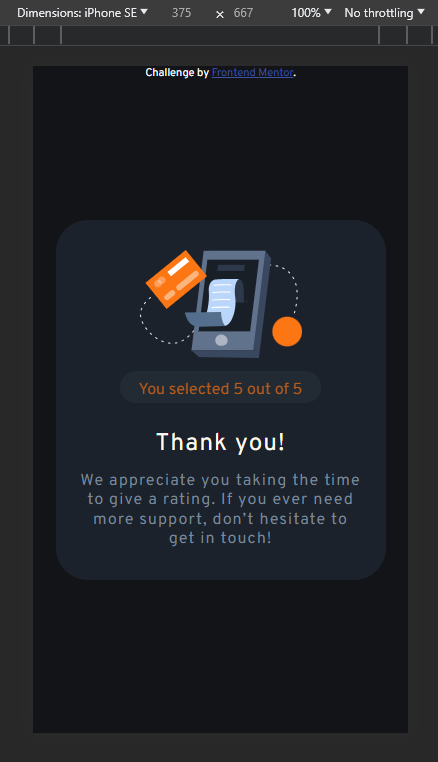 Dimensions: iPhone SE 375 × 667 100% No throttling
Challenge by Frontend Mentor.
You selected 5 out of 5
Thank you!
We appreciate you taking the time
to give a rating. If you ever need
more support, don’t hesitate to
get in touch!